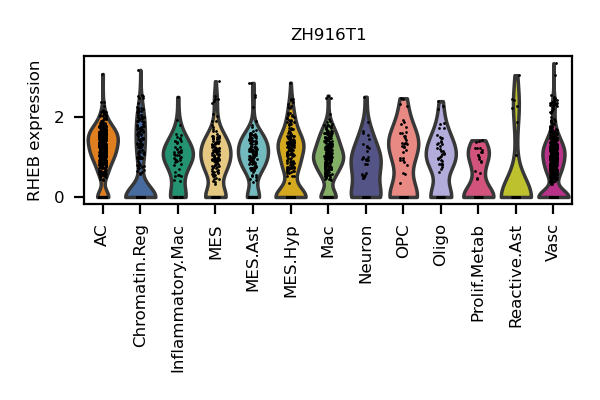 ZH916T1
RHEB expression
2
0
AC
Chromatin.Reg
Inflammatory.Mac
MES
MES.Ast
MES.Hyp
Mac
Neuron
OPC
Oligo
Prolif.Metab
Reactive.Ast
Vasc